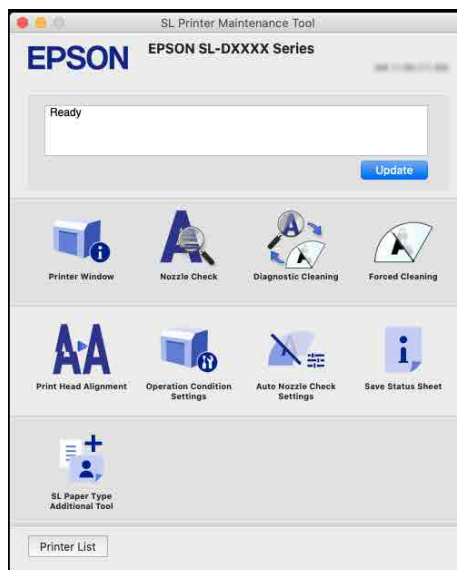 SL Printer Maintenance Tool
EPSON
EPSON SL-DXXXX Series
Ready
Update
Printer Window
Nozzle Check
Diagnostic Cleaning
Forced Cleaning
Print Head Alignment
Operation Condition
Settings
Auto Nozzle Check
Settings
Save Status Sheet
SL Paper Type
Additional Tool
Printer List